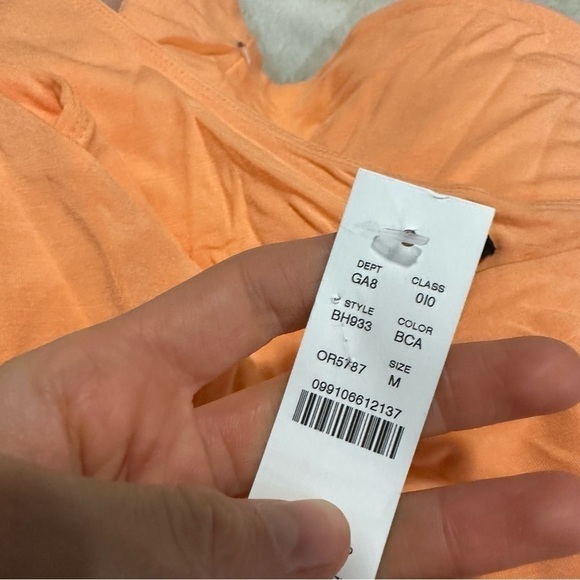 DEPT CLASS
GA8 010
STYLE COLOR
BH933 BCA
OR5787 SIZE
M
099106612137